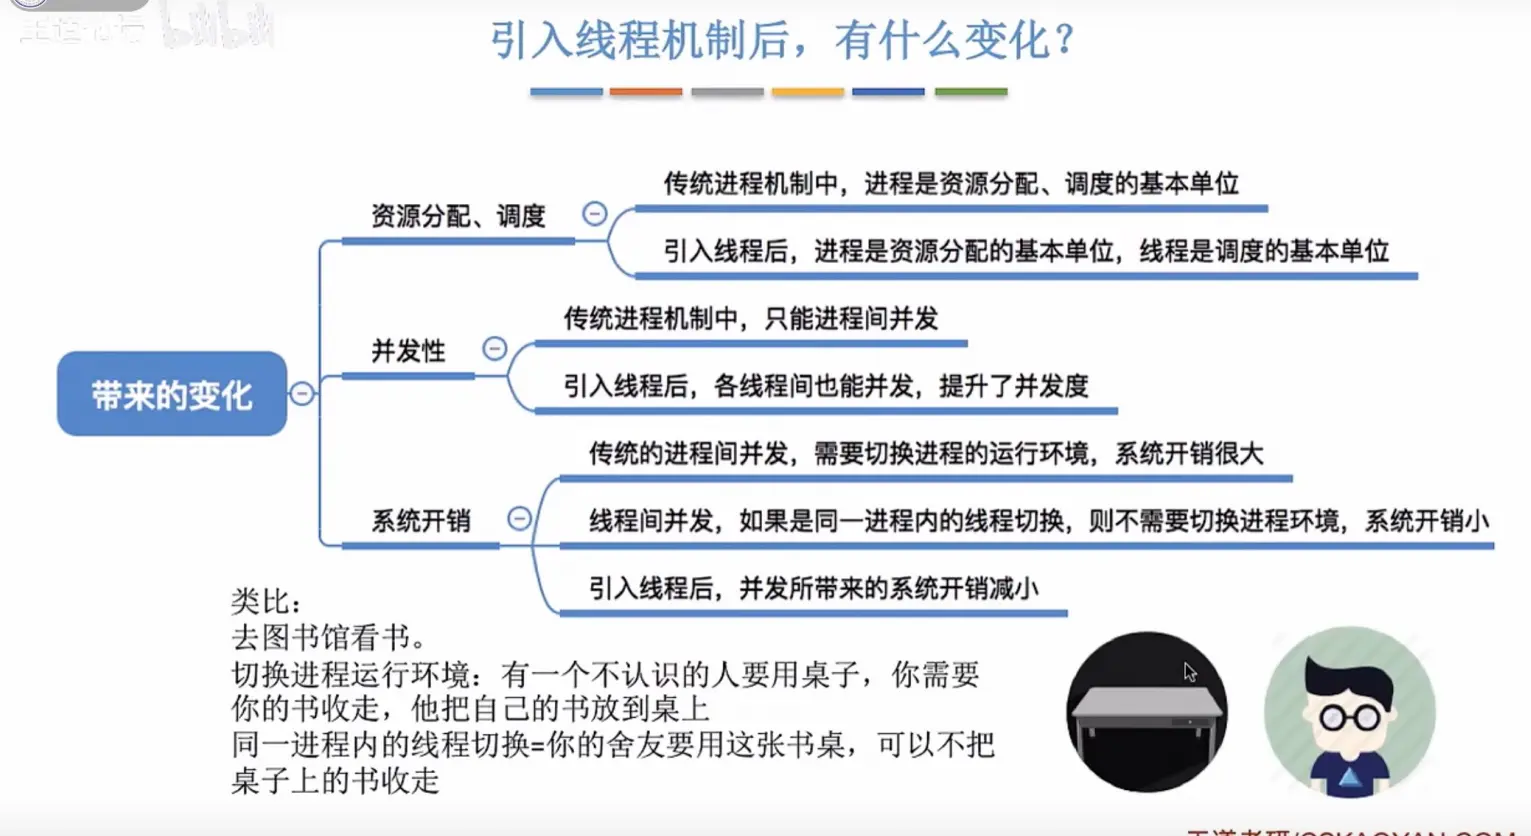 引入线程机制后，有什么变化？
传统进程机制中，进程是资源分配、调度的基本单位
资源分配、调度
引入线程后，进程是资源分配的基本单位，线程是调度的基本单位
传统进程机制中，只能进程间并发
并发性
引入线程后，各线程间也能并发，提升了并发度
带来的变化
传统的进程间并发，需要切换进程的运行环境，系统开销很大
系统开销
线程间并发，如果是同一进程内的线程切换，则不需要切换进程环境，系统开销小
引入线程后，并发所带来的系统开销减小
类比：
去图书馆看书。
切换进程运行环境：有一个不认识的人要用桌子，你需要
你的书收走，他把自己的书放到桌上
同一进程内的线程切换=你的舍友要用这张书桌，可以不把
桌子上的书收走